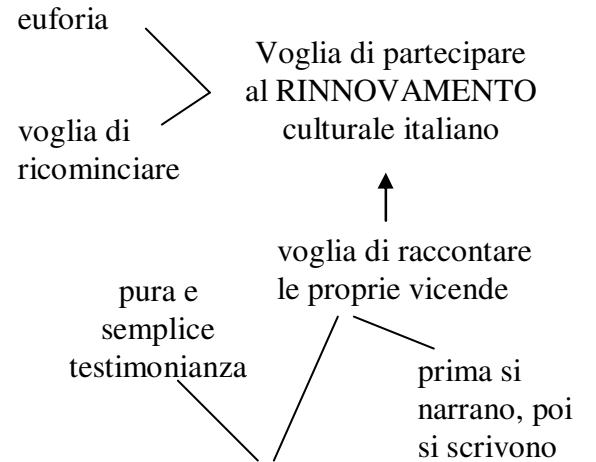 euforia
Voglia di partecipare
al RINNOVAMENTO
culturale italiano
voglia di
ricominciare
voglia di raccontare
le proprie vicende
pura e
semplice
testimonianza
prima si
narrano, poi
si scrivono